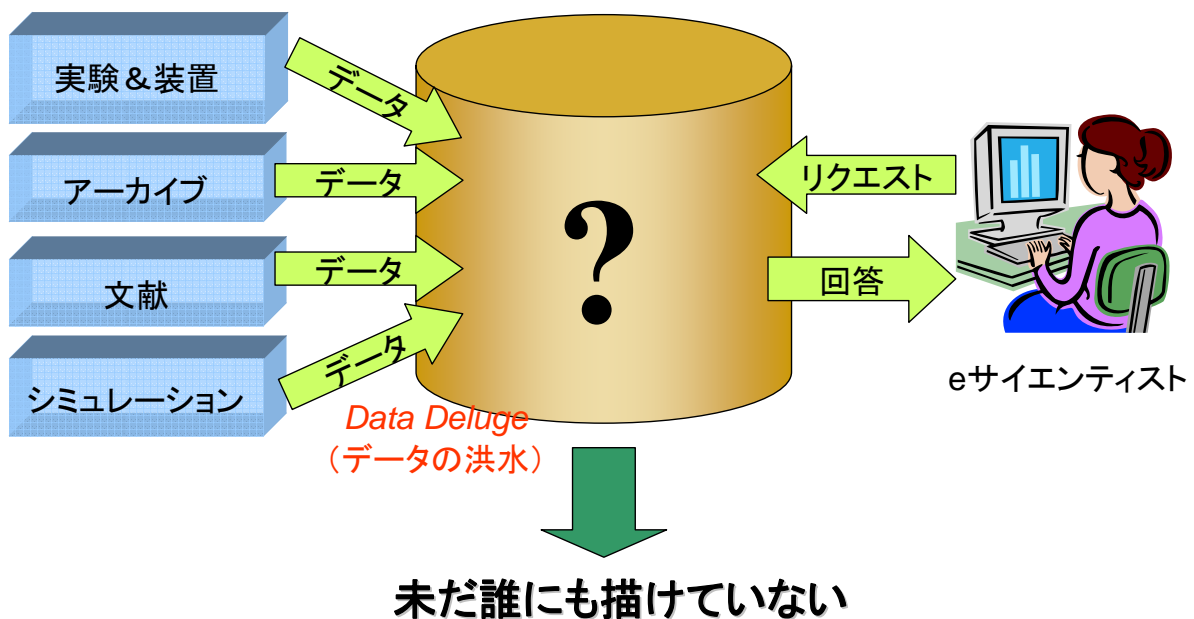 実験＆装置
データ
アーカイブ
データ
文献
データ
シミュレーション
データ
Data Deluge
（データの洪水）
?
リクエスト
回答
eサイエンティスト
未だ誰にも描けていない